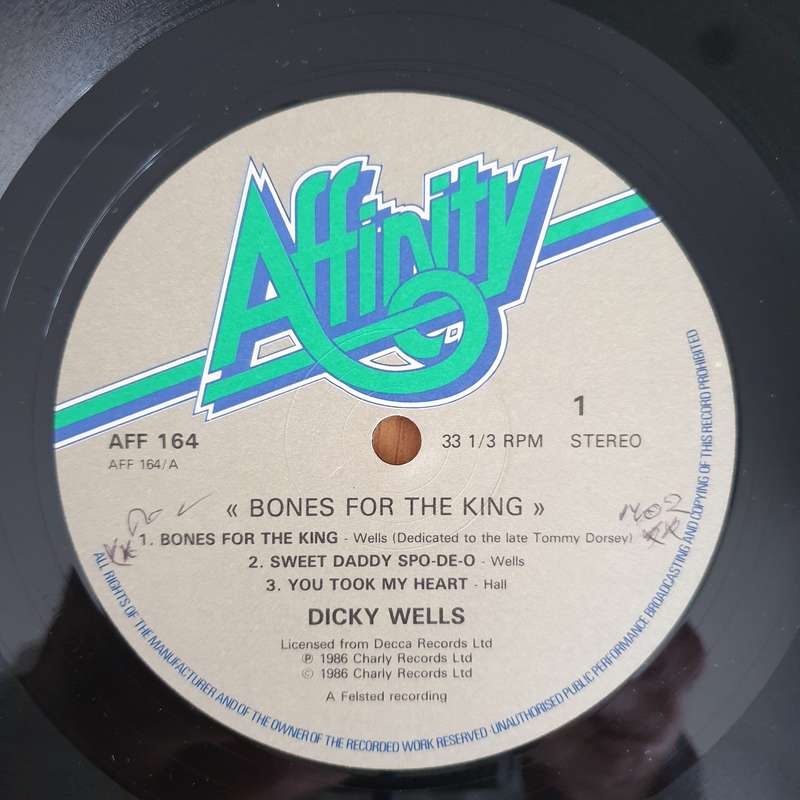 Affinity
AFF 164
AFF 164/A
33 1/3 RPM
1
STEREO
« BONES FOR THE KING »
1. BONES FOR THE KING - Wells (Dedicated to the late Tommy Dorsey)
2. SWEET DADDY SPO-DE-O - Wells
3. YOU TOOK MY HEART - Hall
DICKY WELLS
Licensed from Decca Records Ltd
℗ 1986 Charly Records Ltd
© 1986 Charly Records Ltd
A Felsted recording
ALL RIGHTS OF THE MANUFACTURER AND OF THE OWNER OF THE RECORDED WORK RESERVED · UNAUTHORISED PUBLIC PERFORMANCE BROADCASTING AND COPYING OF THIS RECORD PROHIBITED